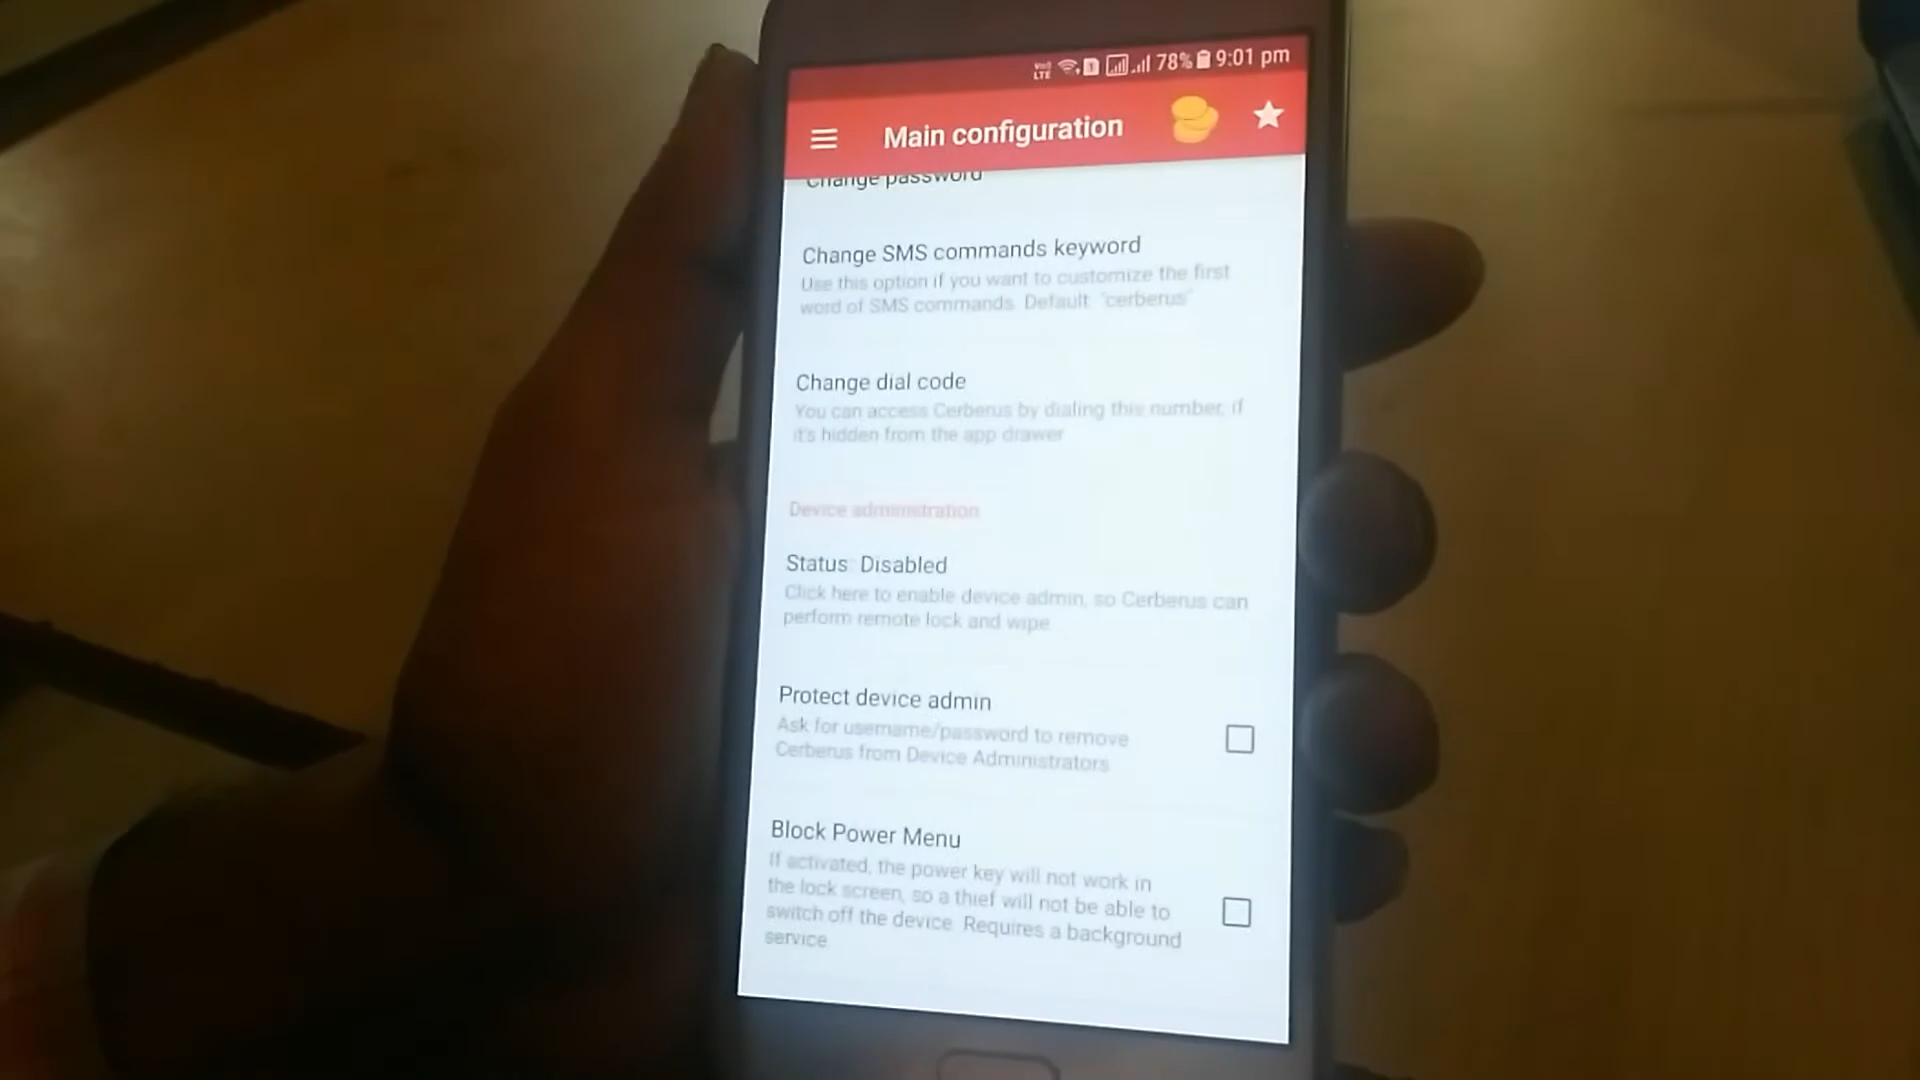 VoD LTE 78% 9:01 pm
Main configuration
Change password
Change SMS commands keyword
Use this option if you want to customize the first
word of SMS commands. Default: "cerberus"
Change dial code
You can access Cerberus by dialing this number, if
it's hidden from the app drawer
Device administration
Status: Disabled
Click here to enable device admin, so Cerberus can
perform remote lock and wipe
Protect device admin
Ask for username/password to remove
Cerberus from Device Administrators
Block Power Menu
If activated, the power key will not work in
the lock screen, so a thief will not be able to
switch off the device. Requires a background
service